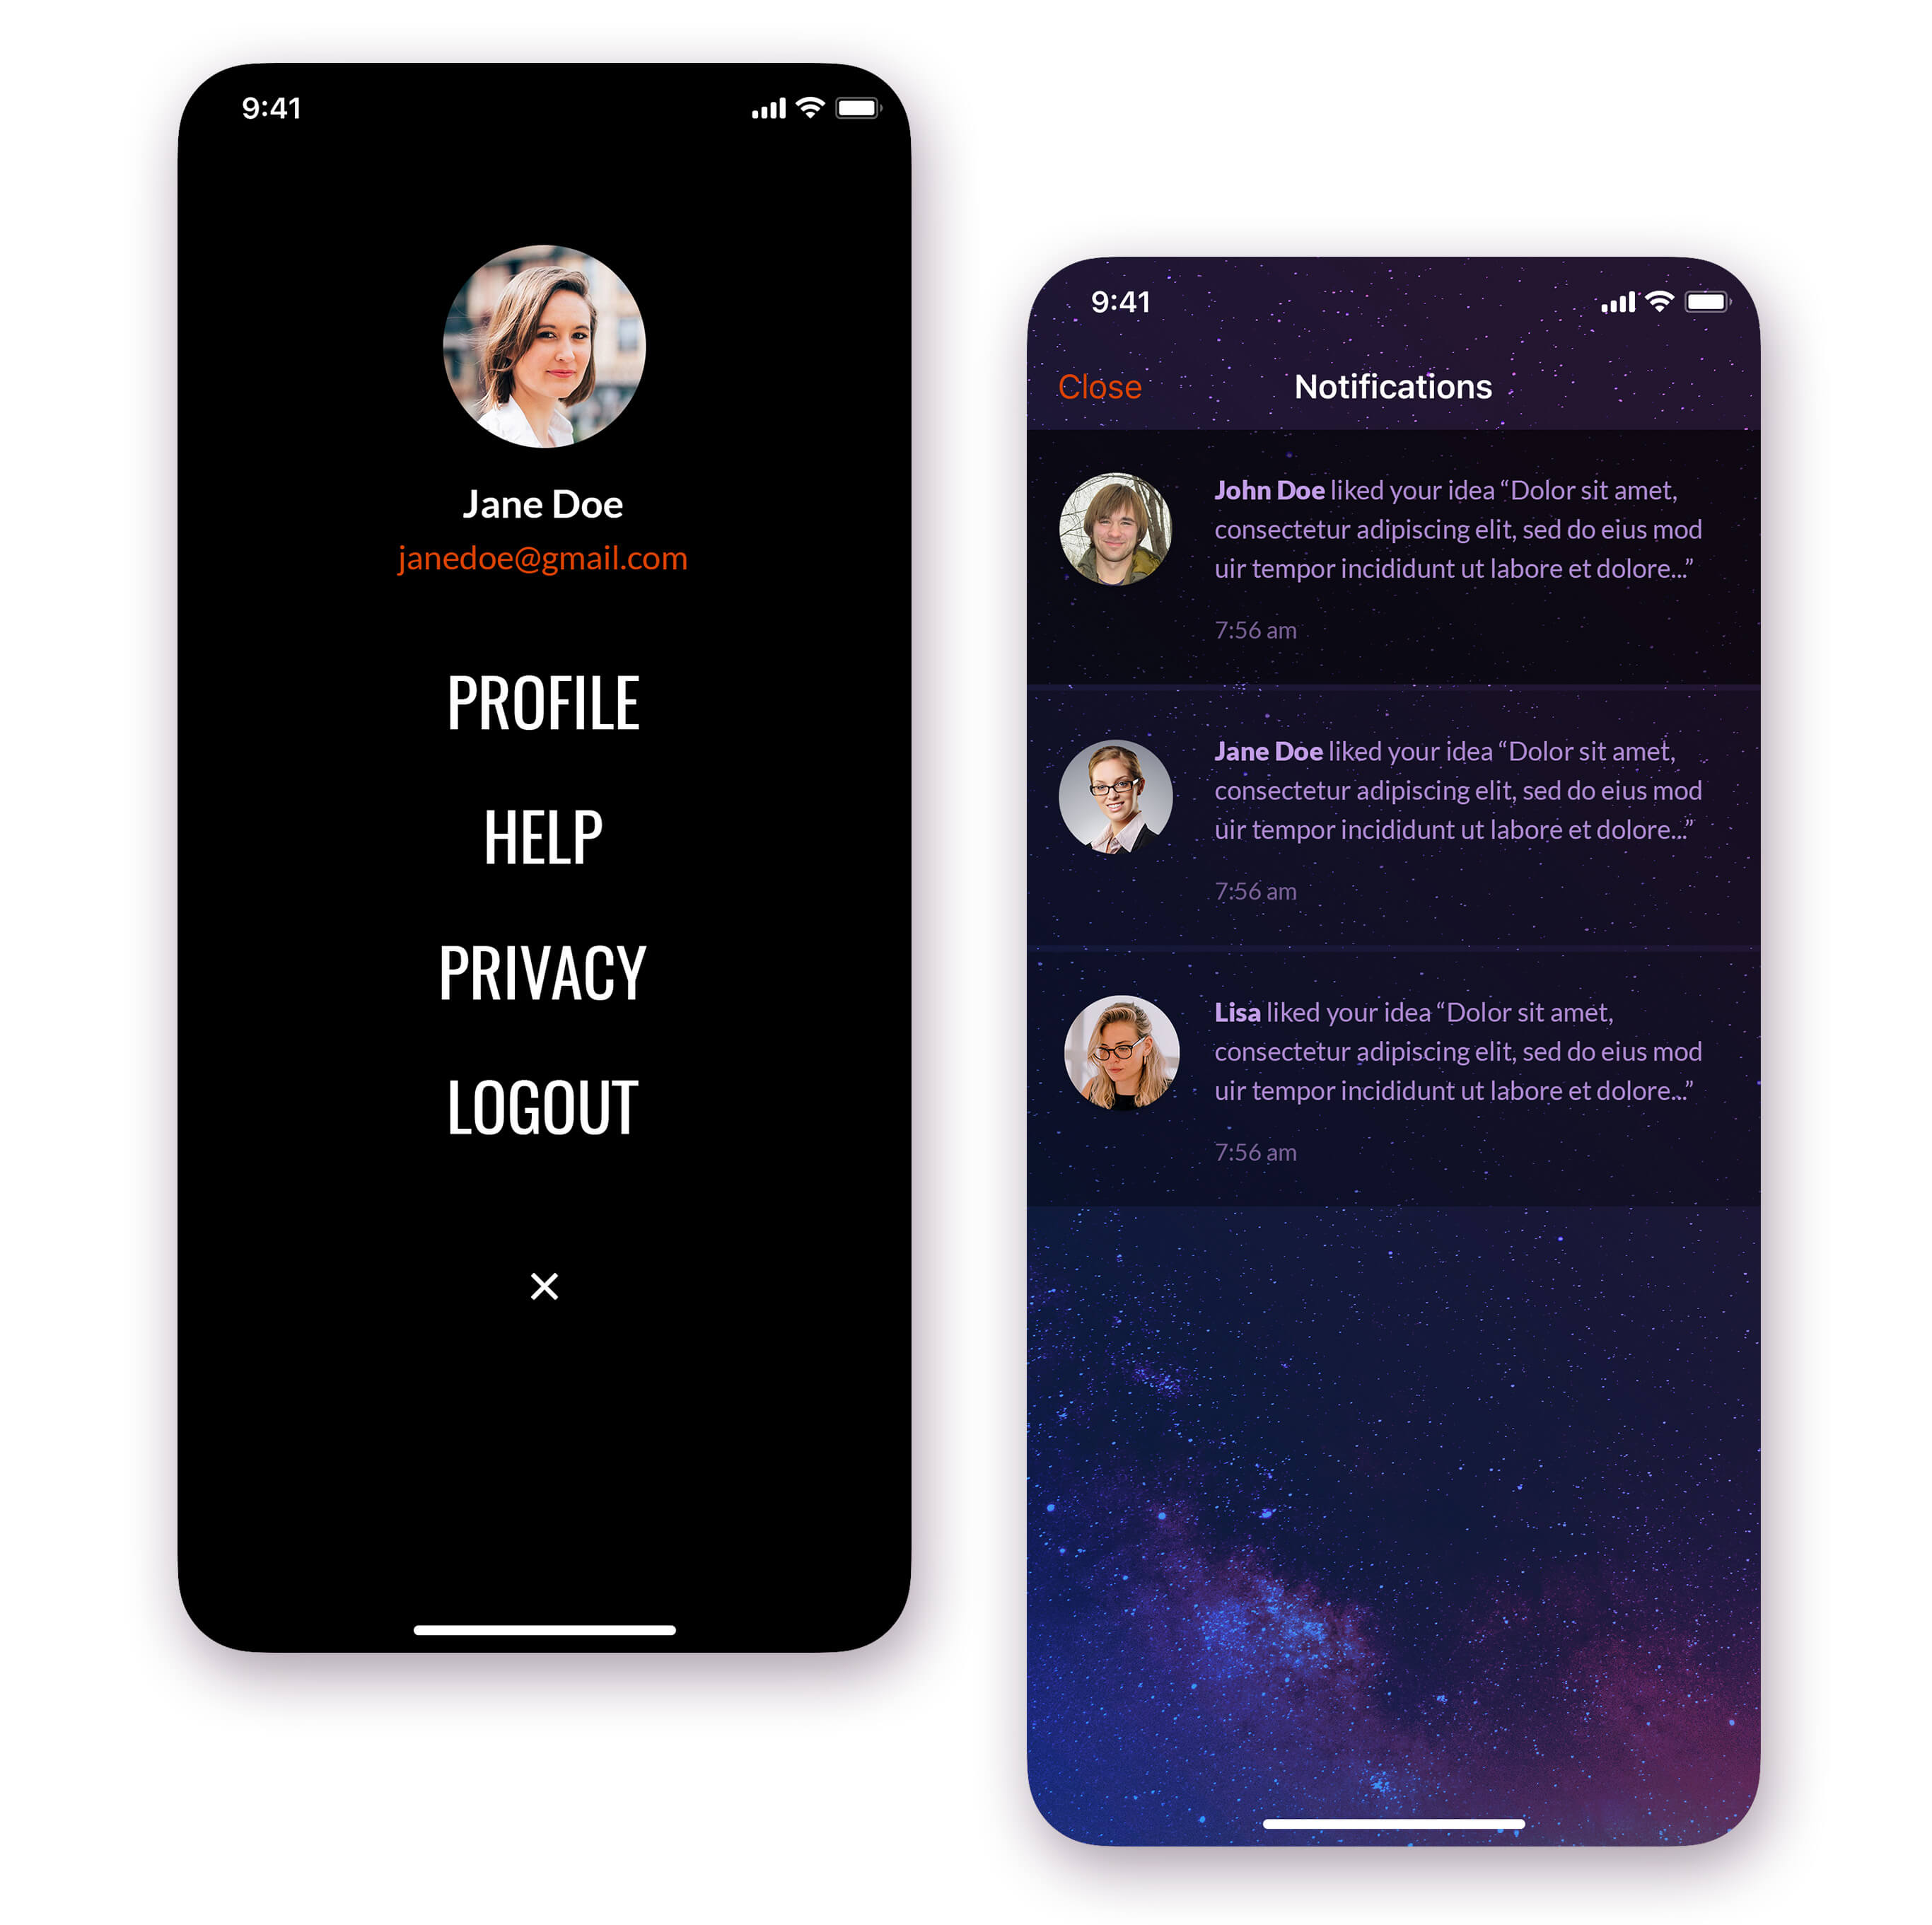 9:41
Jane Doe
janedoe@gmail.com
PROFILE
HELP
PRIVACY
LOGOUT
9:41
Close Notifications
John Doe liked your idea “Dolor sit amet,
consectetur adipiscing elit, sed do eius mod
uir tempor incididunt ut labore et dolore...”
7:56 am
Jane Doe liked your idea “Dolor sit amet,
consectetur adipiscing elit, sed do eius mod
uir tempor incididunt ut labore et dolore...”
7:56 am
Lisa liked your idea “Dolor sit amet,
consectetur adipiscing elit, sed do eius mod
uir tempor incididunt ut labore et dolore...”
7:56 am